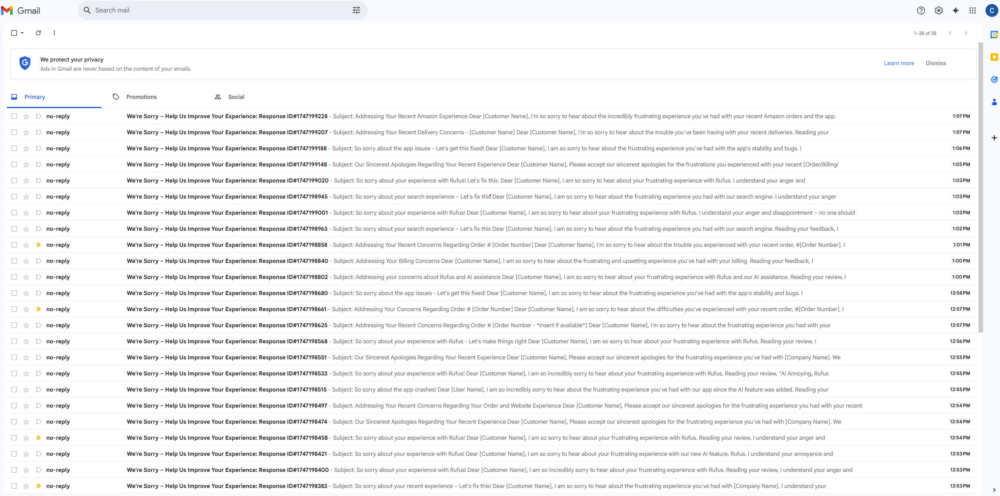 Gmail
Search mail
C
1–38 of 38
31
We protect your privacy
Ads in Gmail are never based on the content of your emails.
Learn more Dismiss
Primary Promotions Social
no-reply We're Sorry – Help Us Improve Your Experience: Response ID#1747199228 - Subject: Addressing Your Recent Amazon Experience Dear [Customer Name], I'm so sorry to hear about the incredibly frustrating experience you've had with your recent Amazon orders and the app. 1:07 PM
no-reply We're Sorry – Help Us Improve Your Experience: Response ID#1747199207 - Subject: Addressing Your Recent Delivery Concerns - [Customer Name] Dear [Customer Name], I'm so sorry to hear about the trouble you've been having with your recent deliveries. Reading your 1:07 PM
no-reply We're Sorry – Help Us Improve Your Experience: Response ID#1747199188 - Subject: So sorry about the app issues - Let's get this fixed! Dear [Customer Name], I am so sorry to hear about the frustrating experience you've had with the app's stability and bugs. I 1:06 PM
no-reply We're Sorry – Help Us Improve Your Experience: Response ID#1747199148 - Subject: Our Sincerest Apologies Regarding Your Recent Experience Dear [Customer Name], Please accept our sincerest apologies for the frustrations you experienced with your recent [Order/Billing/ 1:05 PM
no-reply We're Sorry – Help Us Improve Your Experience: Response ID#1747199020 - Subject: So sorry about your experience with Rufus! Let's fix this. Dear [Customer Name], I am so sorry to hear about your frustrating experience with Rufus. I understand your anger and 1:03 PM
no-reply We're Sorry – Help Us Improve Your Experience: Response ID#1747198945 - Subject: So sorry about your search experience – Let's fix this Dear [Customer Name], I am so sorry to hear about the frustrating experience you had with our search engine. I understand your anger 1:03 PM
no-reply We're Sorry – Help Us Improve Your Experience: Response ID#1747199001 - Subject: So sorry about your experience with Rufus! Dear [Customer Name], I am so sorry to hear about your frustrating experience with Rufus. I understand your anger and disappointment – no one should 1:03 PM
no-reply We're Sorry – Help Us Improve Your Experience: Response ID#1747198963 - Subject: So sorry about your search experience – Let's fix this Dear [Customer Name], I am so sorry to hear about the frustrating experience you had with our search engine. Reading your feedback, I 1:02 PM
no-reply We're Sorry – Help Us Improve Your Experience: Response ID#1747198858 - Subject: Addressing Your Recent Concerns Regarding Order # [Order Number] Dear [Customer Name], I'm so sorry to hear about the trouble you experienced with your recent order, #[Order Number]. I 1:01 PM
no-reply We're Sorry – Help Us Improve Your Experience: Response ID#1747198840 - Subject: Addressing Your Billing Concerns Dear [Customer Name], I am so sorry to hear about the frustrating and upsetting experience you've had with your billing. Reading your feedback, I 1:00 PM
no-reply We're Sorry – Help Us Improve Your Experience: Response ID#1747198802 - Subject: Addressing your concerns about Rufus and AI assistance Dear [Customer Name], I am so sorry to hear about your frustrating experience with Rufus and our AI assistance. Reading your review, I 1:00 PM
no-reply We're Sorry – Help Us Improve Your Experience: Response ID#1747198680 - Subject: So sorry about the app issues - Let's get this fixed! Dear [Customer Name], I am so sorry to hear about the frustrating experience you've had with the app's stability and bugs. I 12:58 PM
no-reply We're Sorry – Help Us Improve Your Experience: Response ID#1747198661 - Subject: Addressing Your Concerns Regarding Order # [Order Number] Dear [Customer Name], I am so sorry to hear about the difficulties you've experienced with your recent order, #[Order Number]. I 12:57 PM
no-reply We're Sorry – Help Us Improve Your Experience: Response ID#1747198625 - Subject: Addressing Your Recent Concerns Regarding Order # [Order Number - *Insert if available*] Dear [Customer Name], I'm so sorry to hear about the frustrating experience you had with your 12:57 PM
no-reply We're Sorry – Help Us Improve Your Experience: Response ID#1747198568 - Subject: So sorry about your experience with Rufus - Let's make things right Dear [Customer Name], I am so sorry to hear about your frustrating experience with Rufus. Reading your review, I 12:56 PM
no-reply We're Sorry – Help Us Improve Your Experience: Response ID#1747198551 - Subject: Our Sincerest Apologies Regarding Your Recent Experience Dear [Customer Name], Please accept our sincerest apologies for the frustrating experience you've had with [Company Name]. We 12:55 PM
no-reply We're Sorry – Help Us Improve Your Experience: Response ID#1747198533 - Subject: So sorry about your experience with Rufus! Dear [Customer Name], I am so incredibly sorry to hear about your frustrating experience with Rufus. Reading your review, "AI Annoying, Rufus 12:55 PM
no-reply We're Sorry – Help Us Improve Your Experience: Response ID#1747198515 - Subject: So sorry about the app crashes! Dear [User Name], I am so incredibly sorry to hear about the frustrating experience you've had with our app since the AI feature was added. Reading your 12:55 PM
no-reply We're Sorry – Help Us Improve Your Experience: Response ID#1747198497 - Subject: Addressing Your Recent Concerns Regarding Your Order and Website Experience Dear [Customer Name], Please accept our sincerest apologies for the frustrating experience you had with your recent 12:54 PM
no-reply We're Sorry – Help Us Improve Your Experience: Response ID#1747198474 - Subject: Our Sincerest Apologies Regarding Your Recent Experience Dear [Customer Name], Please accept our sincerest apologies for the frustrating experience you've had with [Company Name]. We 12:54 PM
no-reply We're Sorry – Help Us Improve Your Experience: Response ID#1747198458 - Subject: So sorry about your experience with Rufus! Dear [Customer Name], I am so sorry to hear about your frustrating experience with Rufus. Reading your review, I understand your anger and 12:54 PM
no-reply We're Sorry – Help Us Improve Your Experience: Response ID#1747198421 - Subject: So sorry about your experience with Rufus! Dear [Customer Name], I am so sorry to hear about your frustrating experience with our new AI feature, Rufus. I understand your annoyance and 12:53 PM
no-reply We're Sorry – Help Us Improve Your Experience: Response ID#1747198400 - Subject: So sorry about your experience with Rufus! Dear [Customer Name], I am so incredibly sorry to hear about your frustrating experience with Rufus. Reading your review, I understand your anger and 12:53 PM
no-reply We're Sorry – Help Us Improve Your Experience: Response ID#1747198383 - Subject: So sorry about your recent experience – Let's fix this! Dear [Customer Name], I am so sorry to hear about the frustrating experience you've had with [Company Name]. I understand your 12:53 PM